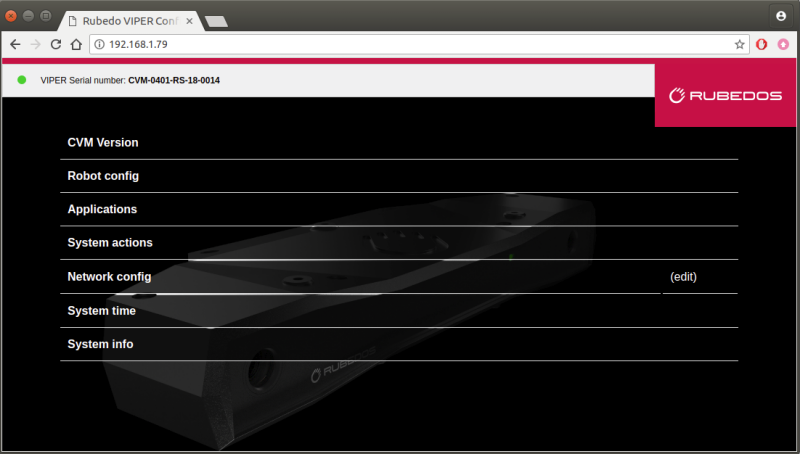 Rubedo VIPER Conf
192.168.1.79
VIPER Serial number: CVM-0401-RS-18-0014
RUBEDOS
CVM Version
Robot config
Applications
System actions
Network config (edit)
System time
System info
RUBEDOS